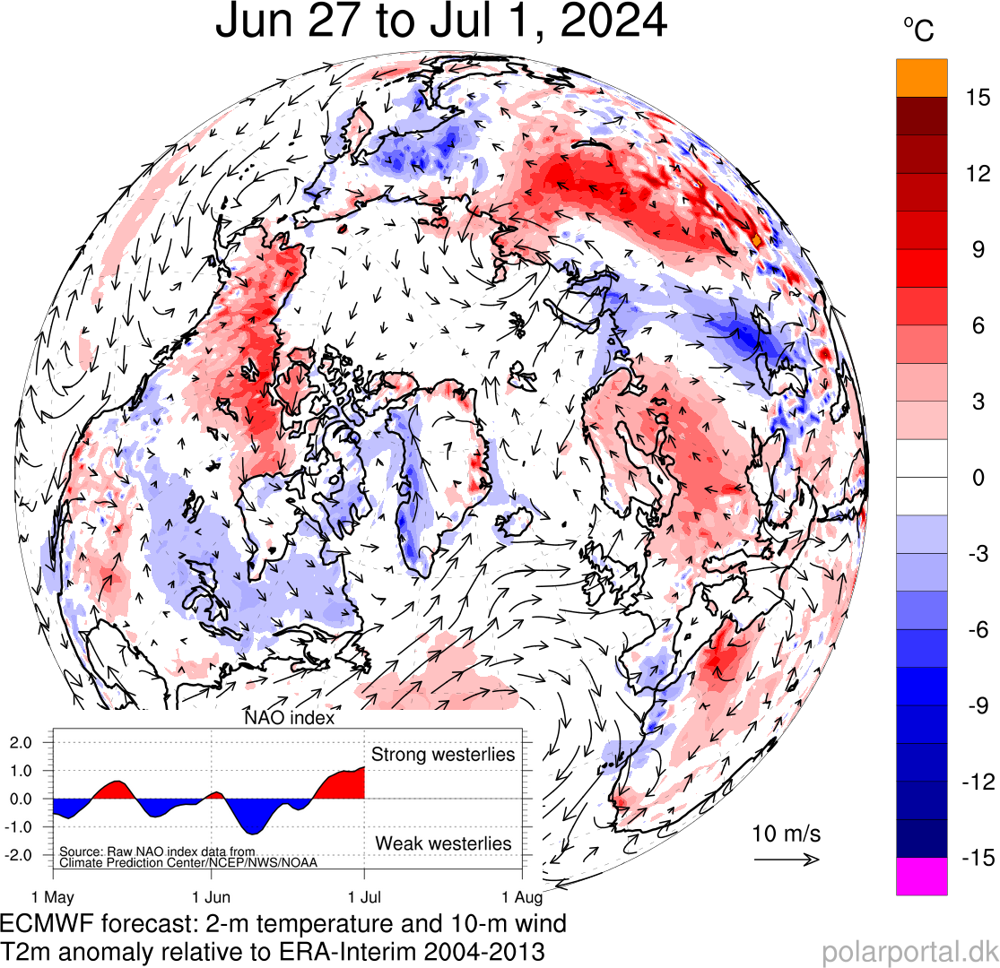 Jun 27 to Jul 1, 2024
°C
15
12
9
6
3
0
-3
-6
-9
-12
-15
NAO index
2.0
1.0
0.0
-1.0
-2.0
Strong westerlies
Weak westerlies
Source: Raw NAO index data from
Climate Prediction Center/NCEP/NWS/NOAA
1 May
1 Jun
1 Jul
1 Aug
10 m/s
ECMWF forecast: 2-m temperature and 10-m wind
T2m anomaly relative to ERA-Interim 2004-2013
polarportal.dk